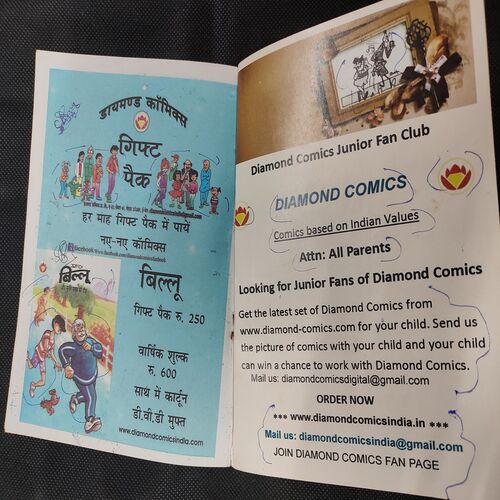 डायमण्ड कॉमिक्स
गिफ्ट
पैक
हर माह गिफ्ट पैक में पायें
नए-नए कॉमिक्स
बिल्लू
बिल्लू
गिफ्ट पैक रु. 250
वार्षिक शुल्क
रु. 600
साथ में कार्टून
डी.वी.डी मुफ्त
www.diamondcomicsindia.com
Diamond Comics Junior Fan Club
DIAMOND COMICS
Comics based on Indian Values
Attn: All Parents
Looking for Junior Fans of Diamond Comics
Get the latest set of Diamond Comics from
www.diamond-comics.com for your child. Send us
the picture of comics with your child and your child
can win a chance to work with Diamond Comics.
Mail us: diamondcomicsdigital@gmail.com
ORDER NOW
*** www.diamondcomicsindia.in ***
Mail us: diamondcomicsindia@gmail.com
JOIN DIAMOND COMICS FAN PAGE